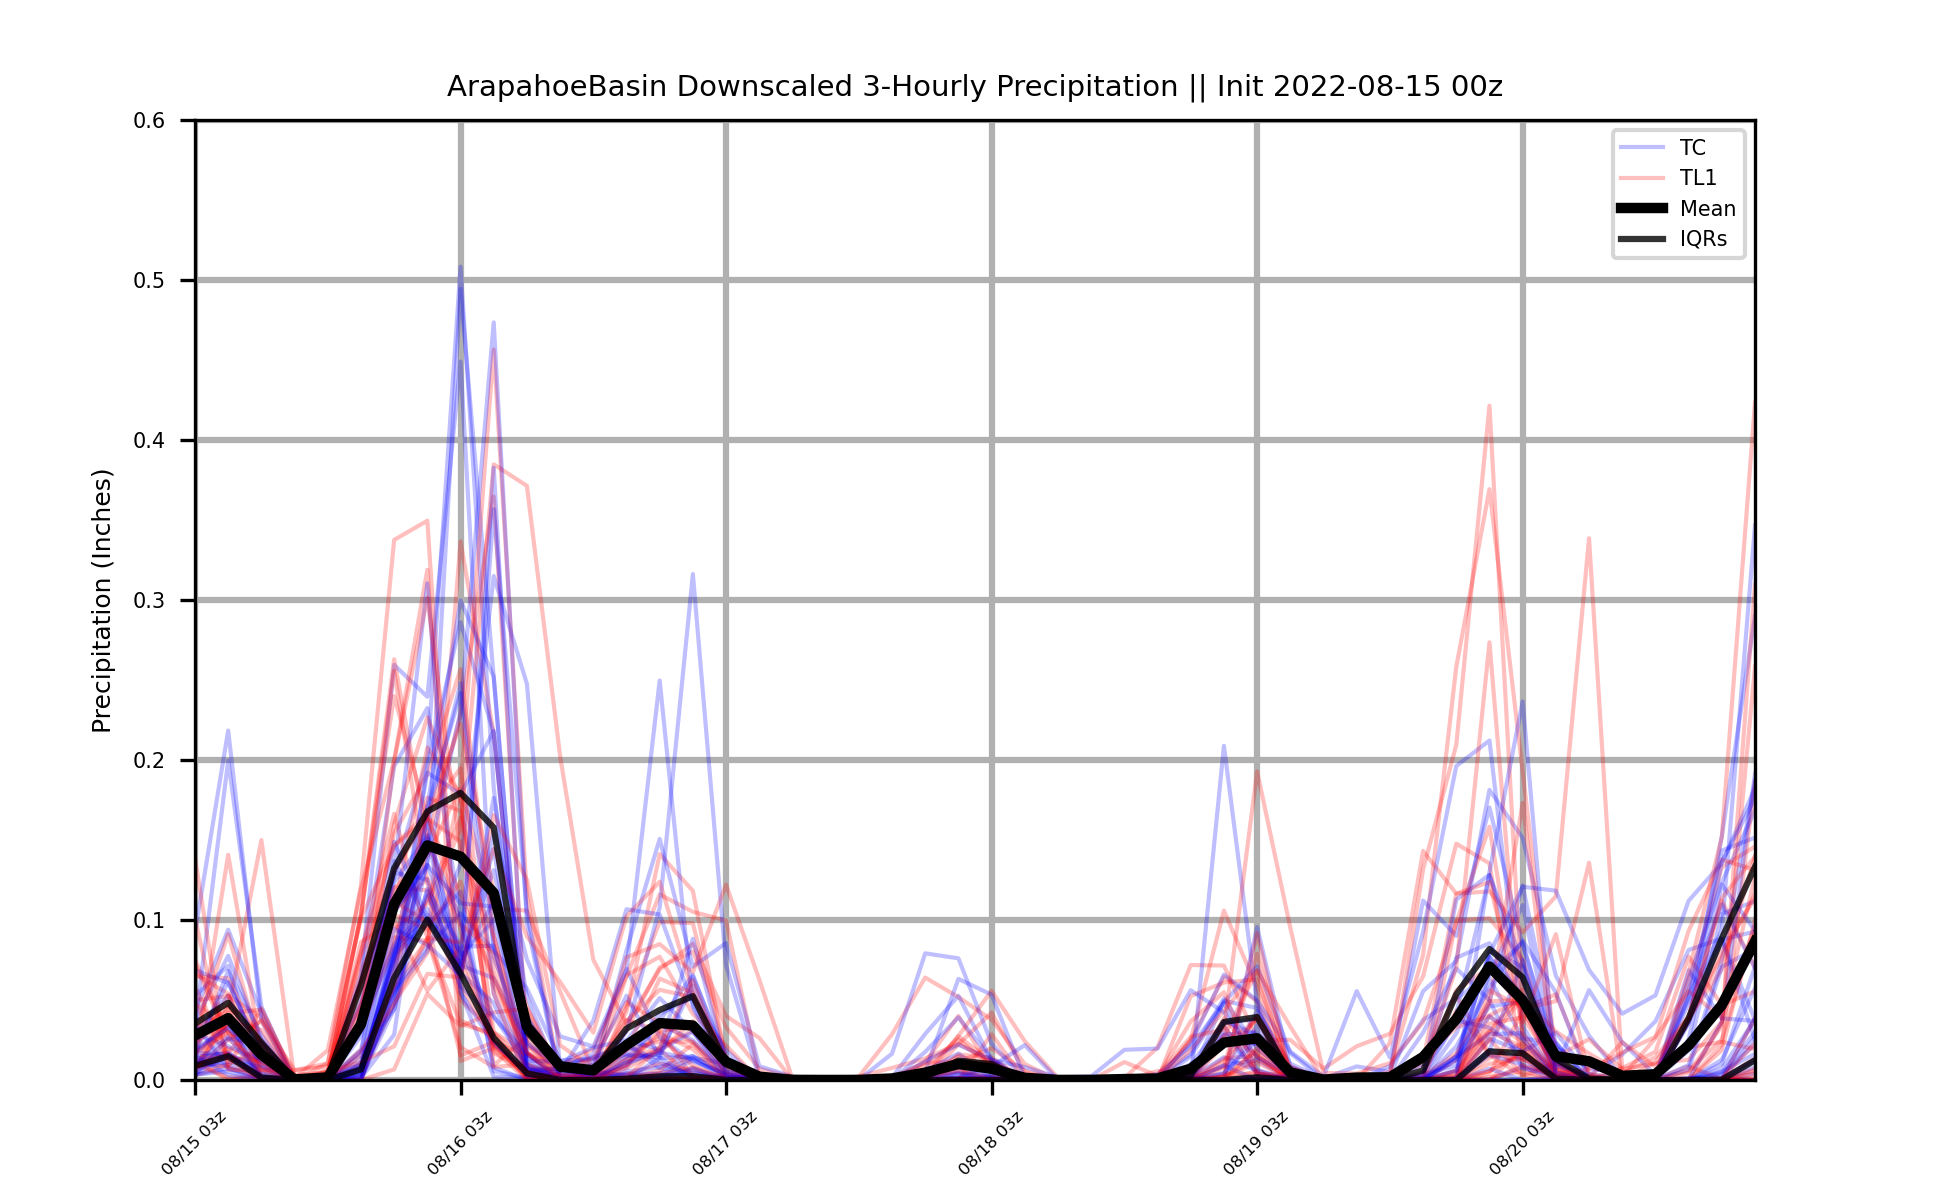 ArapahoeBasin Downscaled 3-Hourly Precipitation || Init 2022-08-15 00z
TC
TL1
Mean
IQRs
Precipitation (Inches)
0.6
0.5
0.4
0.3
0.2
0.1
0.0
08/15 03z
08/16 03z
08/17 03z
08/18 03z
08/19 03z
08/20 03z